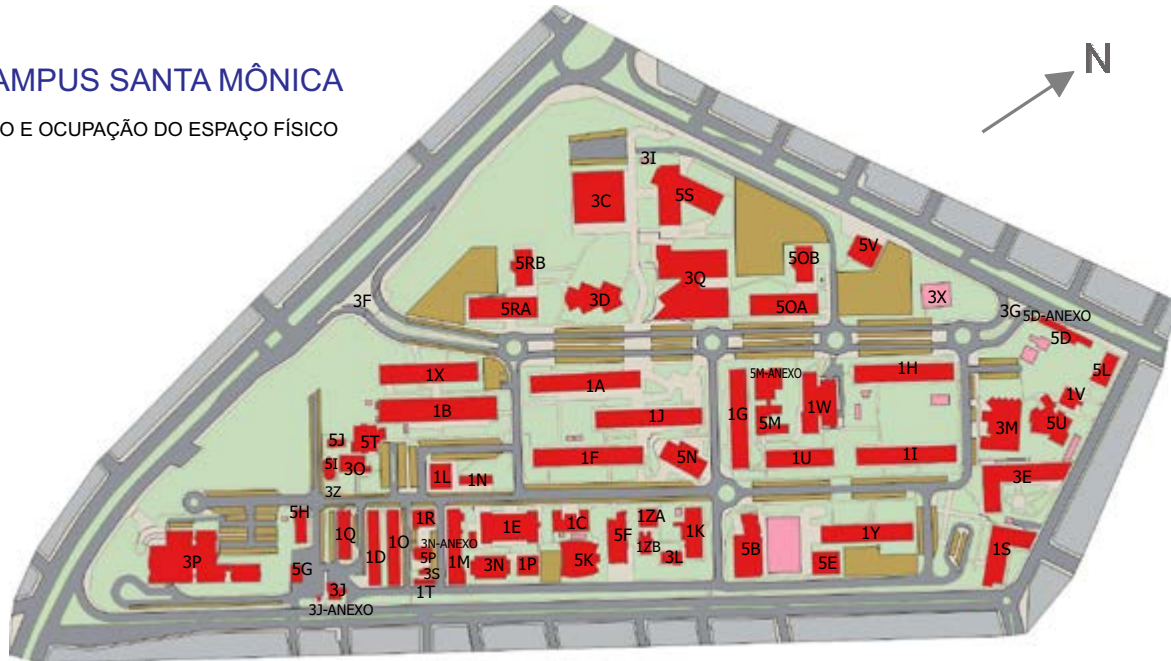 AMPUS SANTA MÔNICA
N
O E OCUPAÇÃO DO ESPAÇO FÍSICO
3I
3C
5S
5V
5RB
3Q
5OB
3F
3D
3X
5RA
5OA
3G
5D-ANEXO
5D
5L
1X
1A
5M-ANEXO
1H
1V
1B
1J
1G
5M
1W
3M
5U
5J
5T
5I
3O
1F
5N
1U
1I
3E
1L
1N
3Z
5H
1Q
1D
1O
1R
1E
1C
1ZA
1K
3N-ANEXO
5F
1ZB
5B
1Y
1S
3P
5P
1M
3N
1P
5K
3L
5E
5G
3S
3J
1T
3J-ANEXO